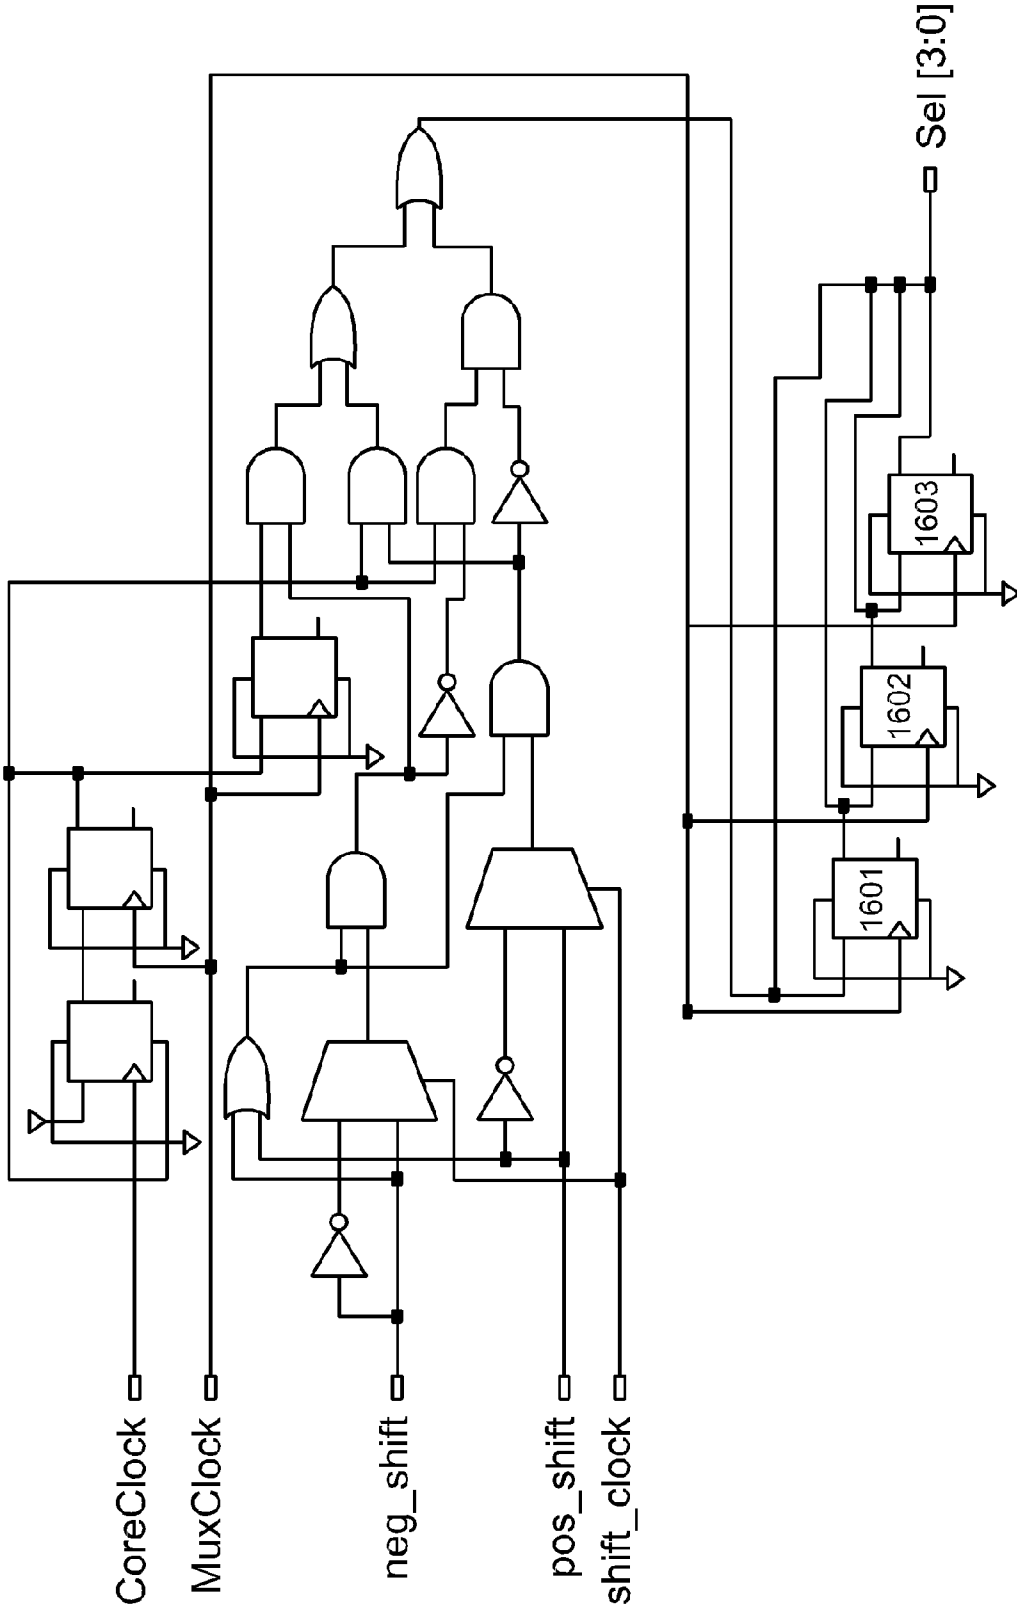 CoreClock
MuxClock
neg_shift
pos_shift
shift_clock
1601
1602
1603
Sel [3:0]